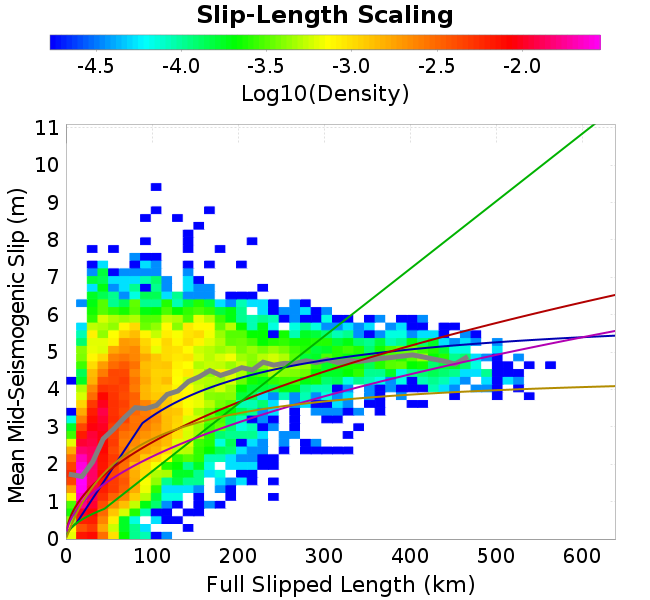 Slip-Length Scaling
-4.5 -4.0 -3.5 -3.0 -2.5 -2.0
Log10(Density)
11
10
9
8
7
6
5
4
3
2
1
0
Mean Mid-Seismogenic Slip (m)
0 100 200 300 400 500 600
Full Slipped Length (km)